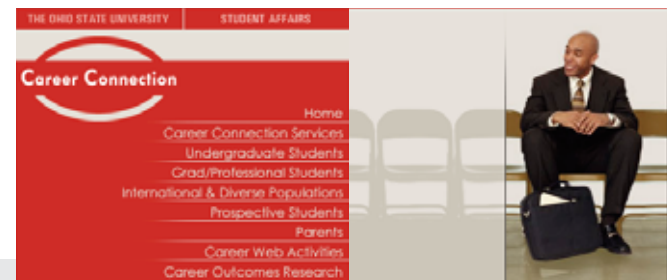 THE OHIO STATE UNIVERSITY
STUDENT AFFAIRS
Career Connection
Home
Career Connection Services
Undergraduate Students
Grad/Professional Students
International & Diverse Populations
Prospective Students
Parents
Career Web Activities
Career Outcomes Research